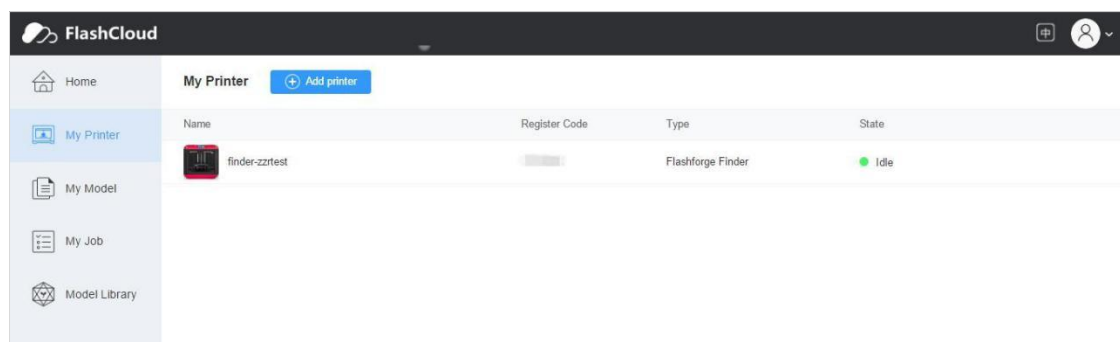 FlashCloud
中
Home
My Printer
Add printer
My Printer
Name
Register Code
Type
State
finder-zzrtest
Flashforge Finder
Idle
My Model
My Job
Model Library